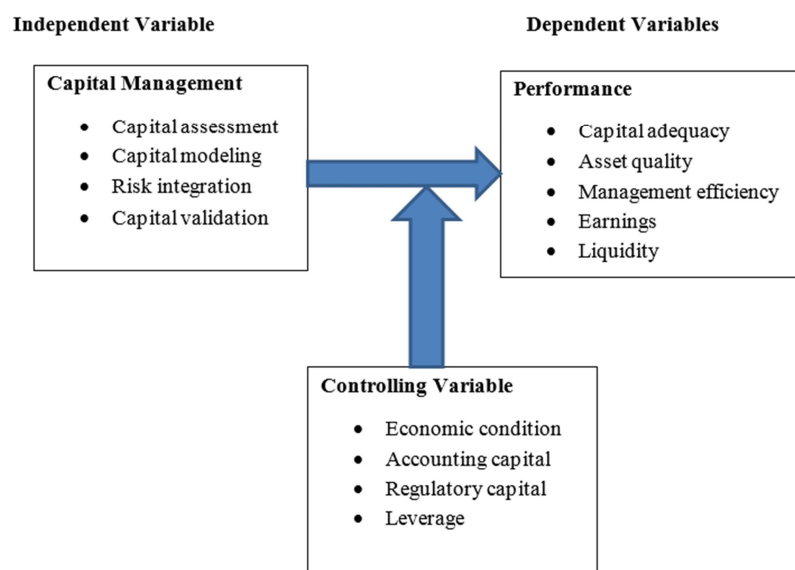 Independent Variable
Dependent Variables
Capital Management
• Capital assessment
• Capital modeling
• Risk integration
• Capital validation
Performance
• Capital adequacy
• Asset quality
• Management efficiency
• Earnings
• Liquidity
Controlling Variable
• Economic condition
• Accounting capital
• Regulatory capital
• Leverage